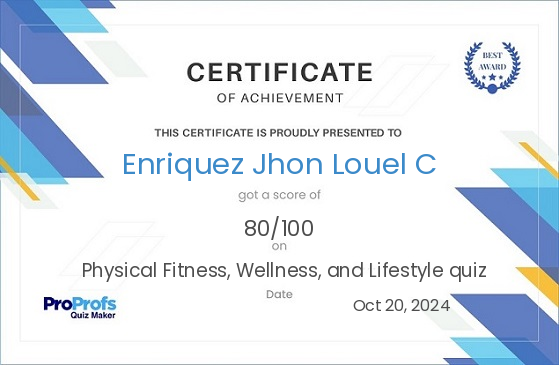 BEST
AWARD
CERTIFICATE
OF ACHIEVEMENT
THIS CERTIFICATE IS PROUDLY PRESENTED TO
Enriquez Jhon Louel C
got a score of
80/100
on
Physical Fitness, Wellness, and Lifestyle quiz
Date
Oct 20, 2024
ProProfs
Quiz Maker